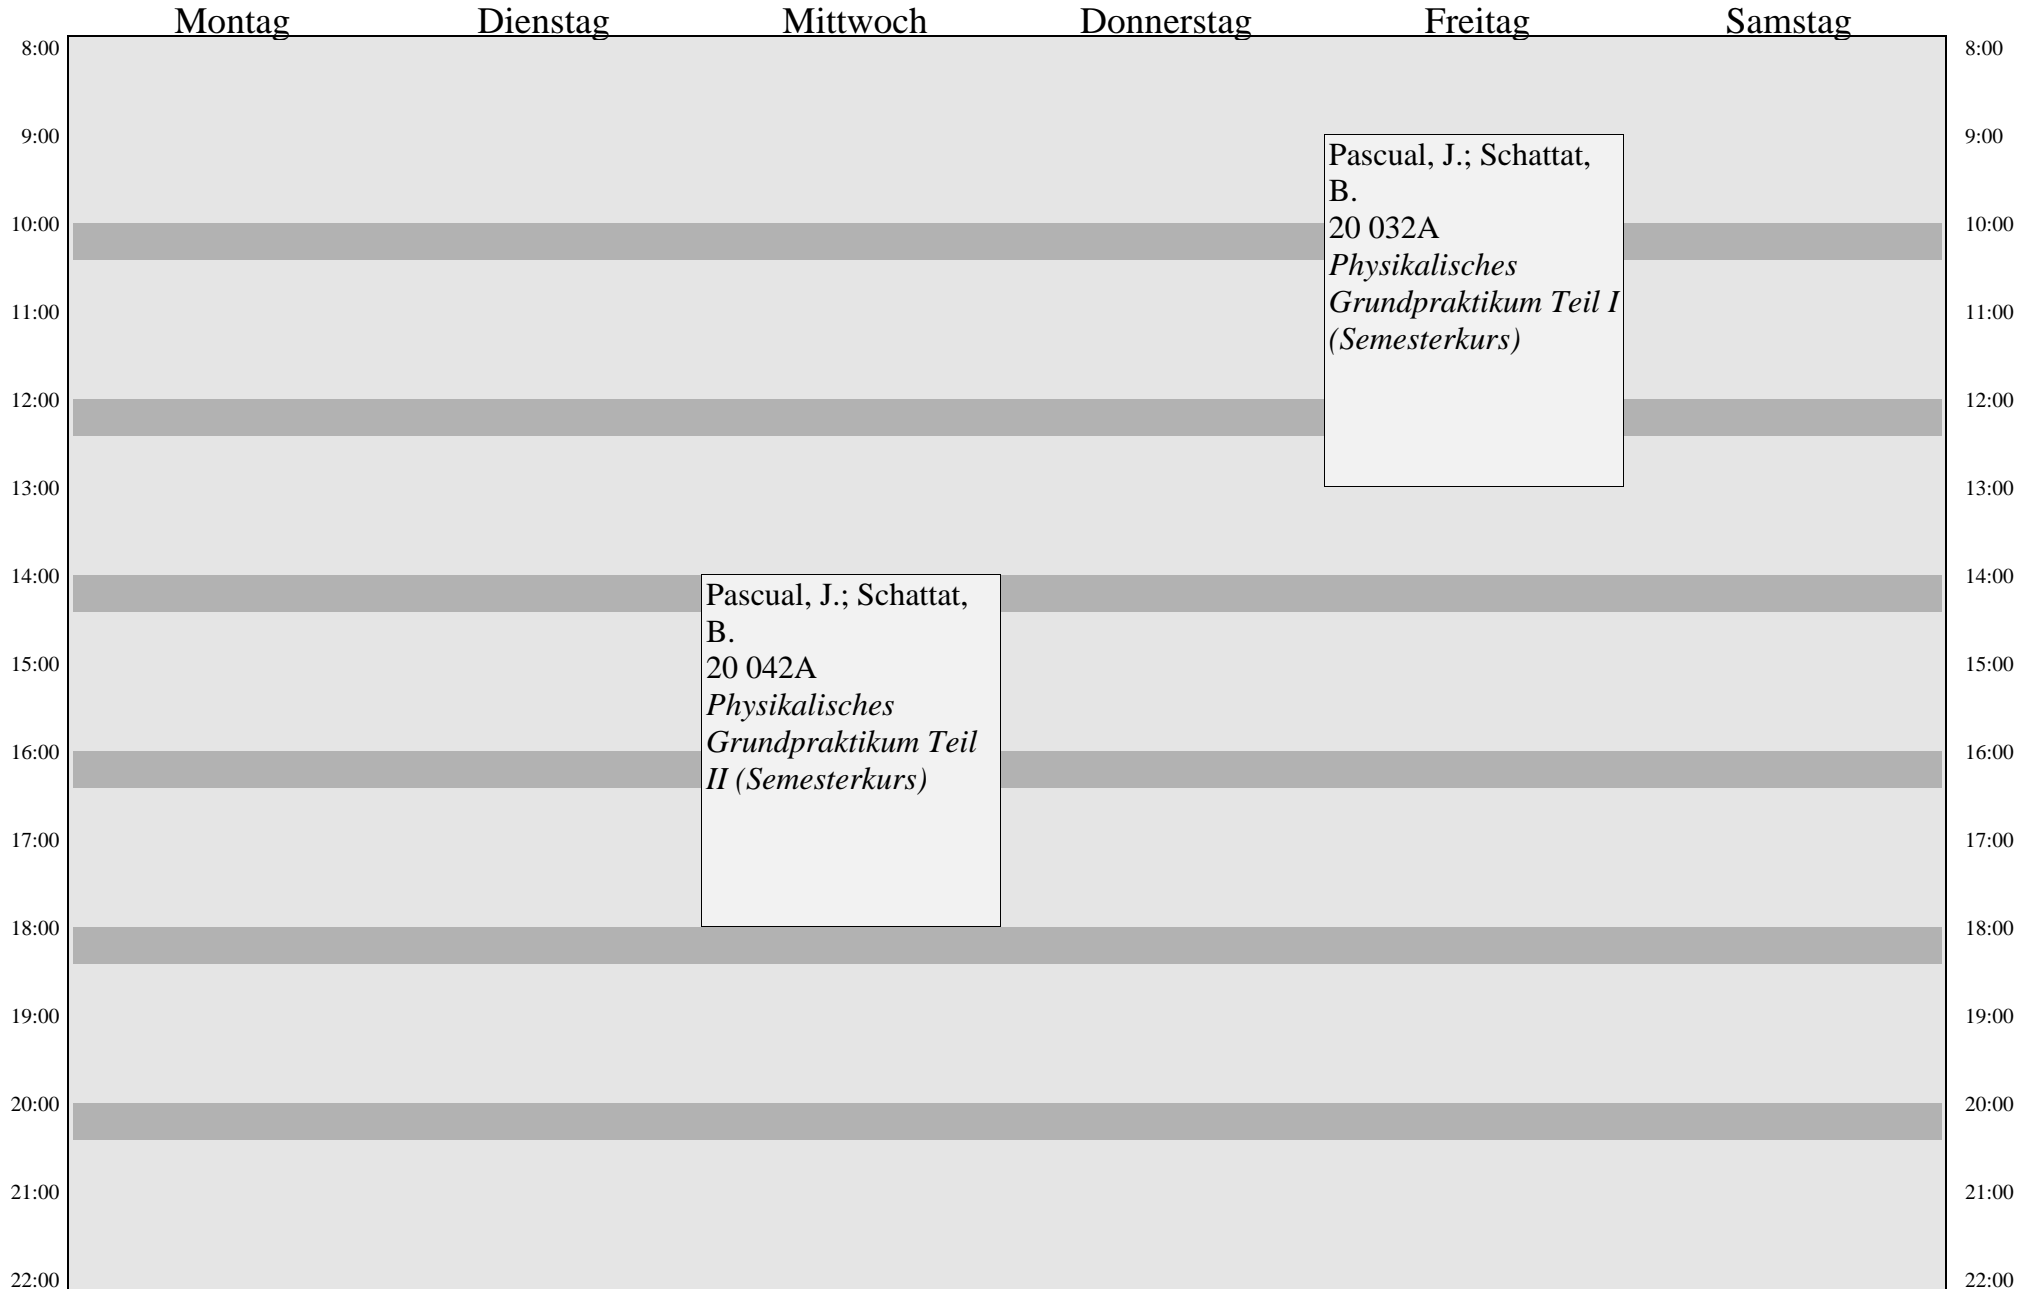 Montag Dienstag Mittwoch Donnerstag Freitag Samstag
8:00 8:00
9:00 9:00
Pascual, J.; Schattat,
B.
20 032A
Physikalisches
Grundpraktikum Teil I
(Semesterkurs)
10:00 10:00
11:00 11:00
12:00 12:00
13:00 13:00
14:00 14:00
Pascual, J.; Schattat,
B.
20 042A
Physikalisches
Grundpraktikum Teil
II (Semesterkurs)
15:00 15:00
16:00 16:00
17:00 17:00
18:00 18:00
19:00 19:00
20:00 20:00
21:00 21:00
22:00 22:00